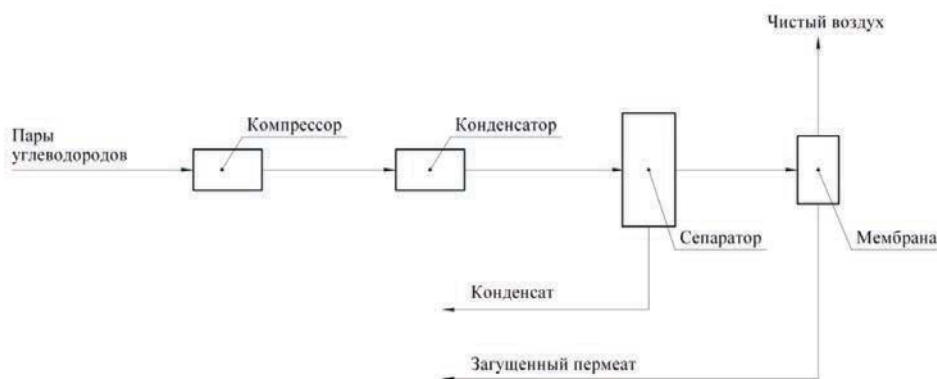 Чистый воздух
Пары
углеводородов
Компрессор
Конденсатор
Сепаратор
Мембрана
Конденсат
Загущенный пермеат